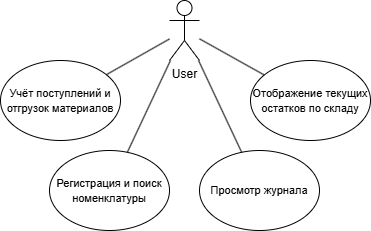 User
Учёт поступлений и
отгрузок материалов
Отображение текущих
остатков по складу
Регистрация и поиск
номенклатуры
Просмотр журнала